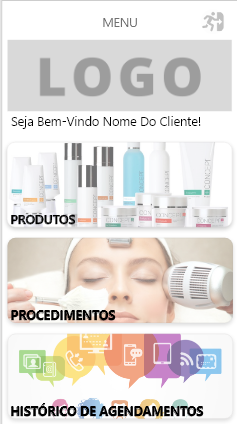 MENU
LOGO
Seja Bem-Vindo Nome Do Cliente!
PRODUTOS
PROCEDIMENTOS
HISTÓRICO DE AGENDAMENTOS